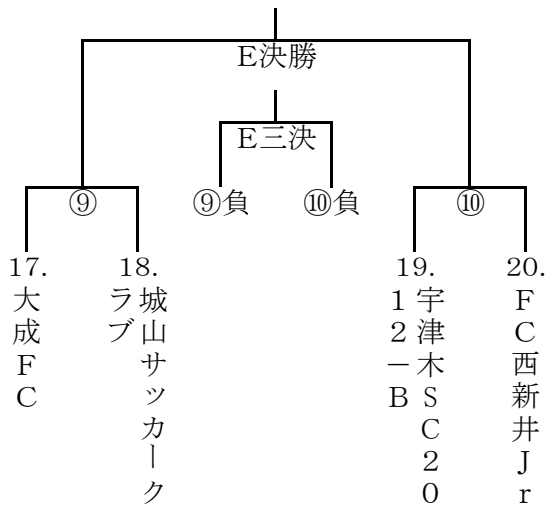 E決勝
E三決
⑨
⑨負
⑩負
⑩
17.
大成FC
18.
城山サッカーク
ラブ
19.
宇津木SC20
12－B
20.
FC西新井Jr